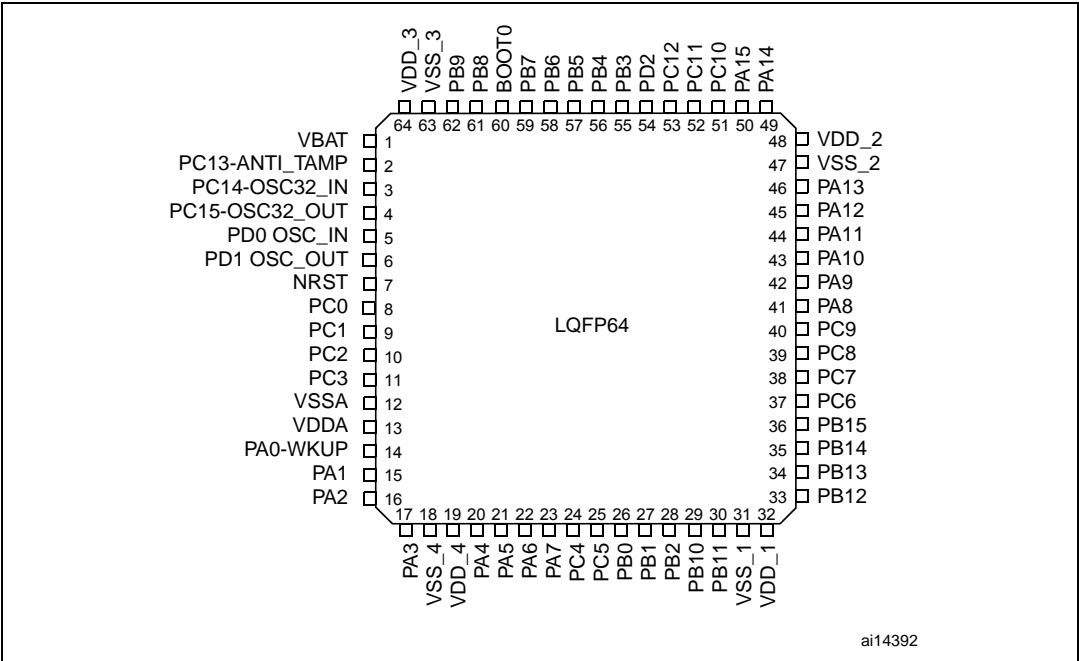 VDD_3
VSS_3
PB9
PB8
BOOT0
PB7
PB6
PB5
PB4
PB3
PD2
PC12
PC11
PC10
PA15
PA14
64 63 62 61 60 59 58 57 56 55 54 53 52 51 50 49
VBAT 1
PC13-ANTI_TAMP 2
PC14-OSC32_IN 3
PC15-OSC32_OUT 4
PD0 OSC_IN 5
PD1 OSC_OUT 6
NRST 7
PC0 8
PC1 9
PC2 10
PC3 11
VSSA 12
VDDA 13
PA0-WKUP 14
PA1 15
PA2 16
LQFP64
48 VDD_2
47 VSS_2
46 PA13
45 PA12
44 PA11
43 PA10
42 PA9
41 PA8
40 PC9
39 PC8
38 PC7
37 PC6
36 PB15
35 PB14
34 PB13
33 PB12
17 18 19 20 21 22 23 24 25 26 27 28 29 30 31 32
PA3
VSS_4
VDD_4
PA4
PA5
PA6
PA7
PC4
PC5
PB0
PB1
PB2
PB10
PB11
VSS_1
VDD_1
ai14392